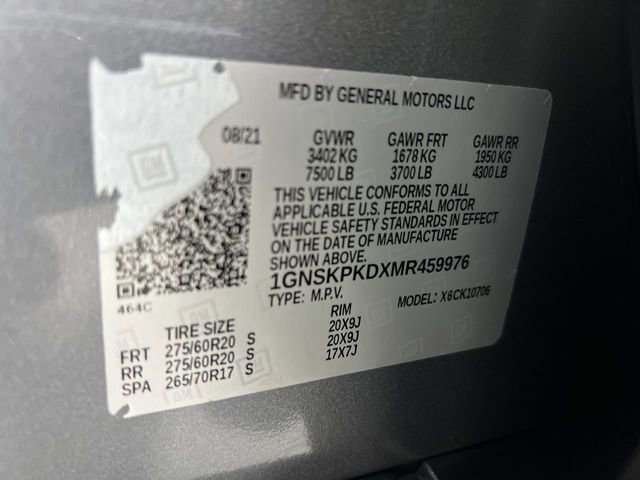 MFD BY GENERAL MOTORS LLC
08/21 GVWR GAWR FRT GAWR RR
3402 KG 1678 KG 1950 KG
7500 LB 3700 LB 4300 LB
THIS VEHICLE CONFORMS TO ALL
APPLICABLE U.S. FEDERAL MOTOR
VEHICLE SAFETY STANDARDS IN EFFECT
ON THE DATE OF MANUFACTURE
SHOWN ABOVE.
1GNSKPKDXMR459976
TYPE: M.P.V. MODEL: X6CK10706
464C
TIRE SIZE RIM
FRT 275/60R20 S 20X9J
RR 275/60R20 S 20X9J
SPA 265/70R17 S 17X7J
GM
GM